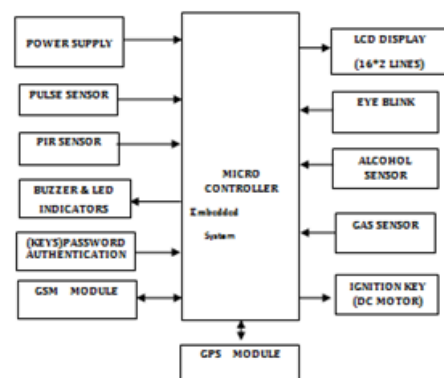 POWER SUPPLY
PULSE SENSOR
PIR SENSOR
BUZZER & LED
INDICATORS
(KEYS)PASSWORD
AUTHENTICATION
GSM MODULE
MICRO
CONTROLLER
Embedded
System
LCD DISPLAY
(16*2 LINES)
EYE BLINK
ALCOHOL
SENSOR
GAS SENSOR
IGNITION KEY
(DC MOTOR)
GPS MODULE